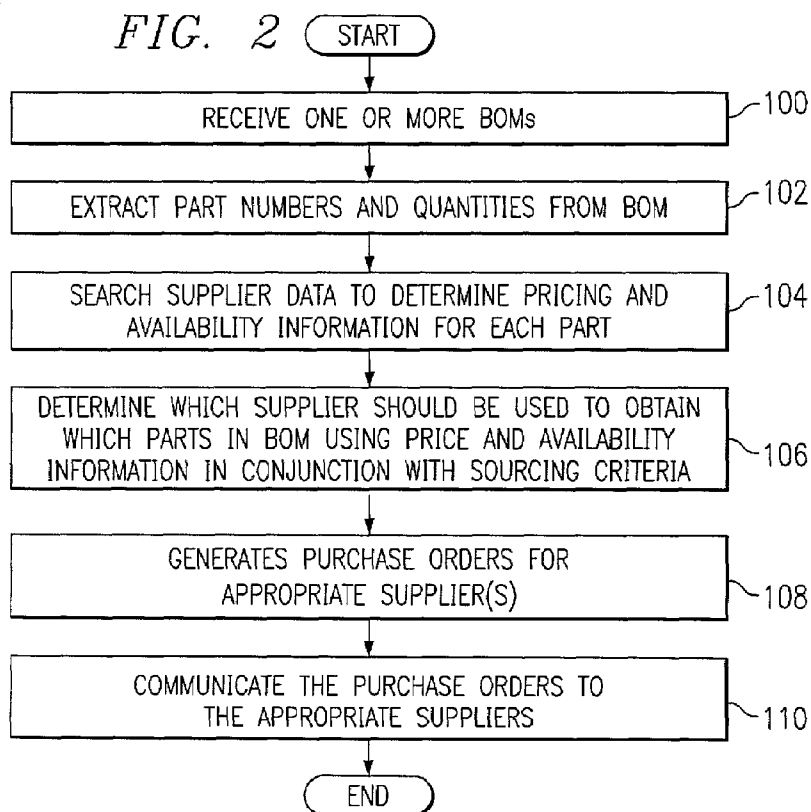 FIG. 2
START
RECEIVE ONE OR MORE BOMs
100
EXTRACT PART NUMBERS AND QUANTITIES FROM BOM
102
SEARCH SUPPLIER DATA TO DETERMINE PRICING AND
AVAILABILITY INFORMATION FOR EACH PART
104
DETERMINE WHICH SUPPLIER SHOULD BE USED TO OBTAIN
WHICH PARTS IN BOM USING PRICE AND AVAILABILITY
INFORMATION IN CONJUNCTION WITH SOURCING CRITERIA
106
GENERATES PURCHASE ORDERS FOR
APPROPRIATE SUPPLIER(S)
108
COMMUNICATE THE PURCHASE ORDERS TO
THE APPROPRIATE SUPPLIERS
110
END